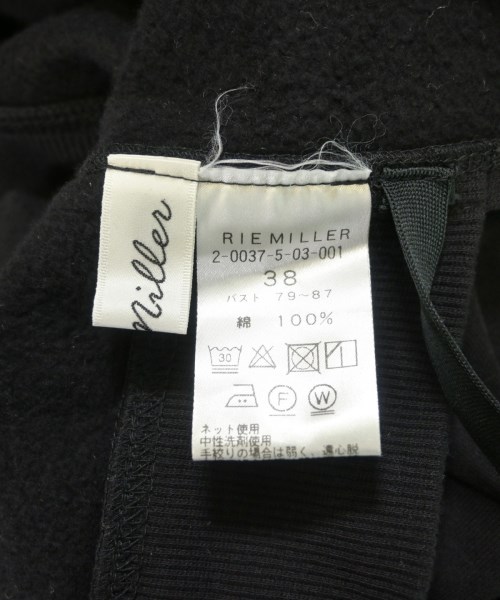 Miller
RIE MILLER
2-0037-5-03-001
38
バスト 79~87
綿 100%
30
F W
ネット使用
中性洗剤使用
手絞りの場合は弱く、遠心脱